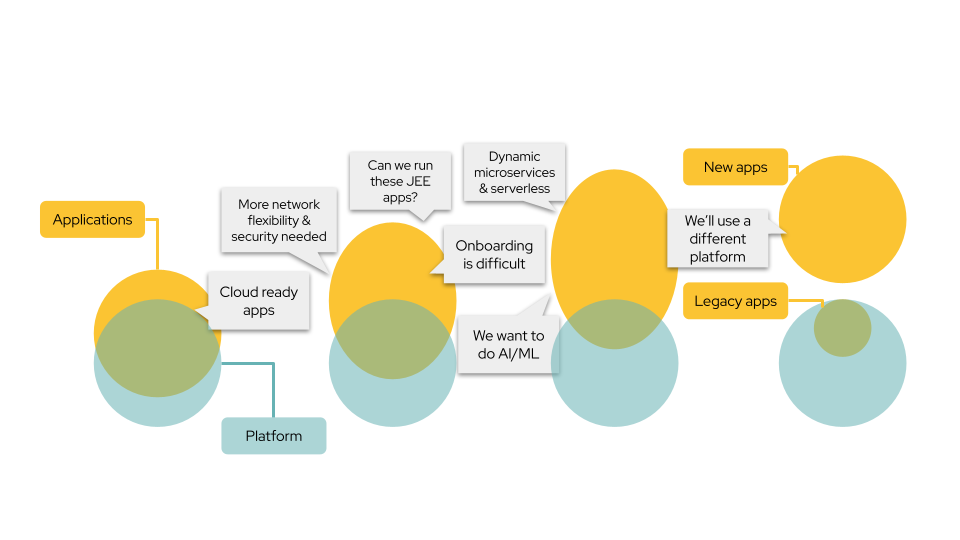 Applications
Cloud ready
apps
Platform
More network
flexibility &
security needed
Can we run
these JEE
apps?
Onboarding
is difficult
Dynamic
microservices
& serverless
We want to
do AI/ML
New apps
We’ll use a
different
platform
Legacy apps